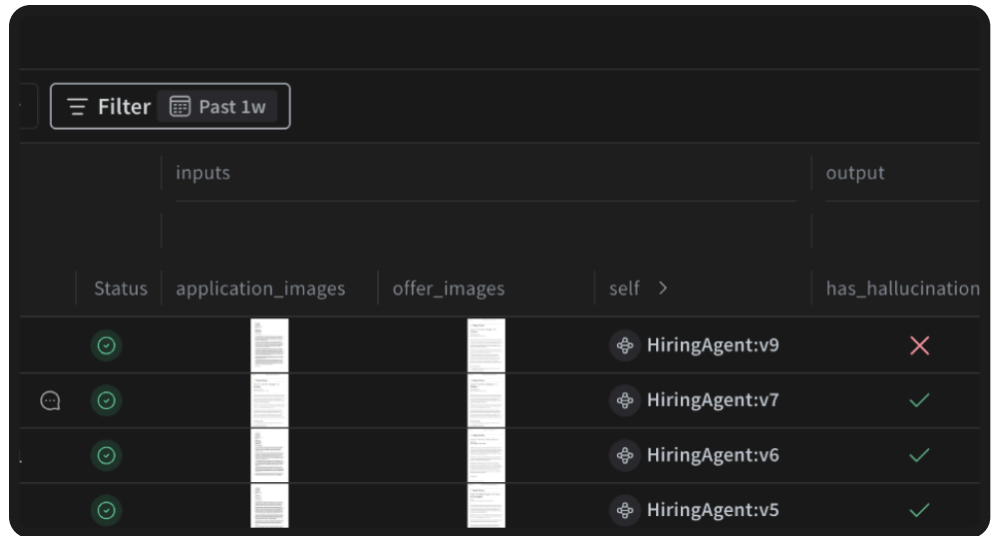 Filter Past 1w
inputs output
Status application_images offer_images self has_hallucination
HiringAgent:v9
HiringAgent:v7
HiringAgent:v6
HiringAgent:v5